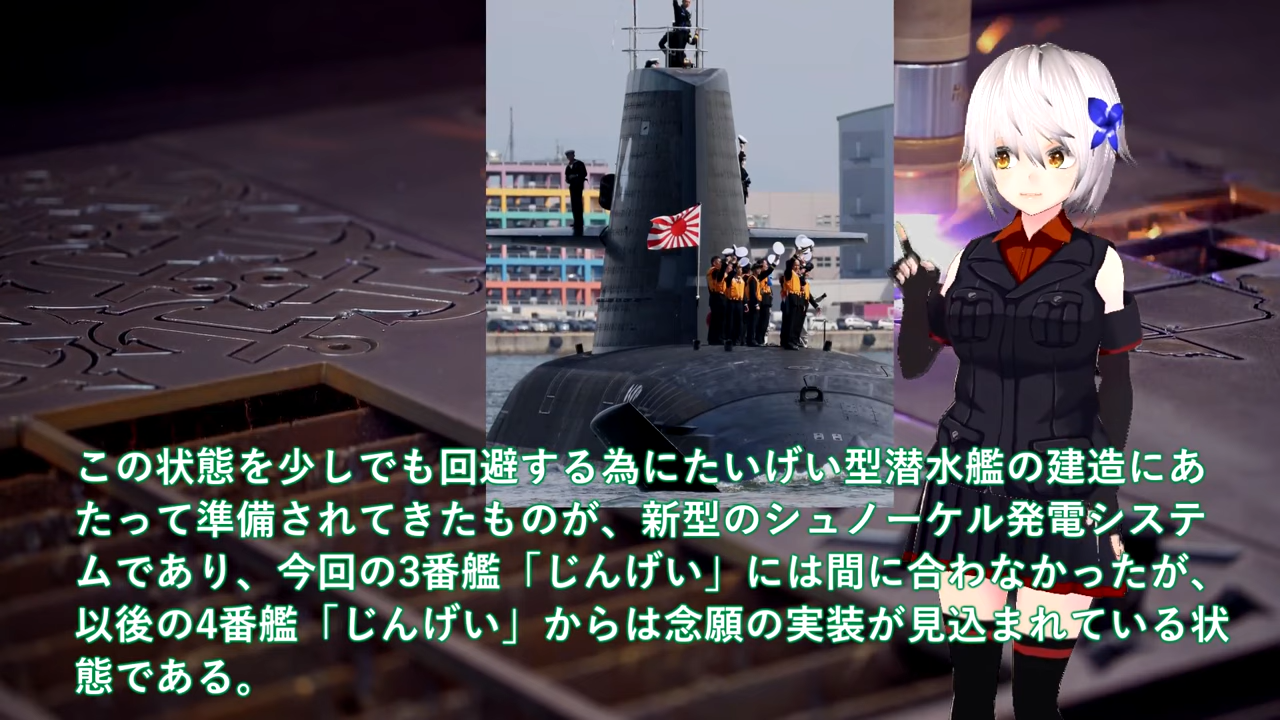 この状態を少しでも回避する為にたいげい型潜水艦の建造にあ
たって準備されてきたものが、新型のシュノーケル発電システ
ムであり、今回の3番艦「じんげい」には間に合わなかったが、
以後の4番艦「じんげい」からは念願の実装が見込まれている状
態である。